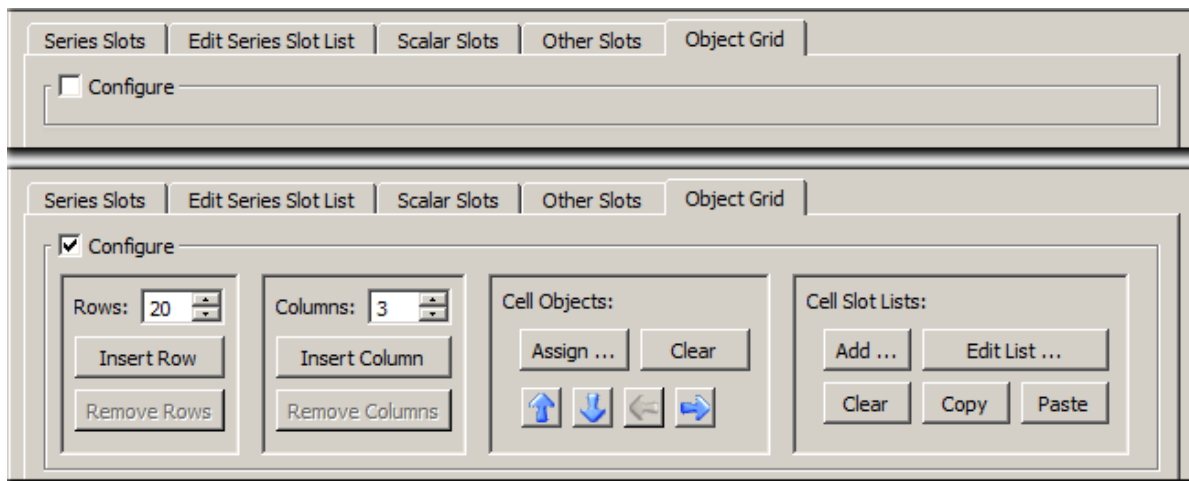 Series Slots Edit Series Slot List Scalar Slots Other Slots Object Grid
Configure
Series Slots Edit Series Slot List Scalar Slots Other Slots Object Grid
Configure
Rows: 20 Columns: 3 Cell Objects: Cell Slot Lists:
Insert Row Insert Column Assign ... Clear Add ... Edit List ...
Remove Rows Remove Columns Clear Copy Paste